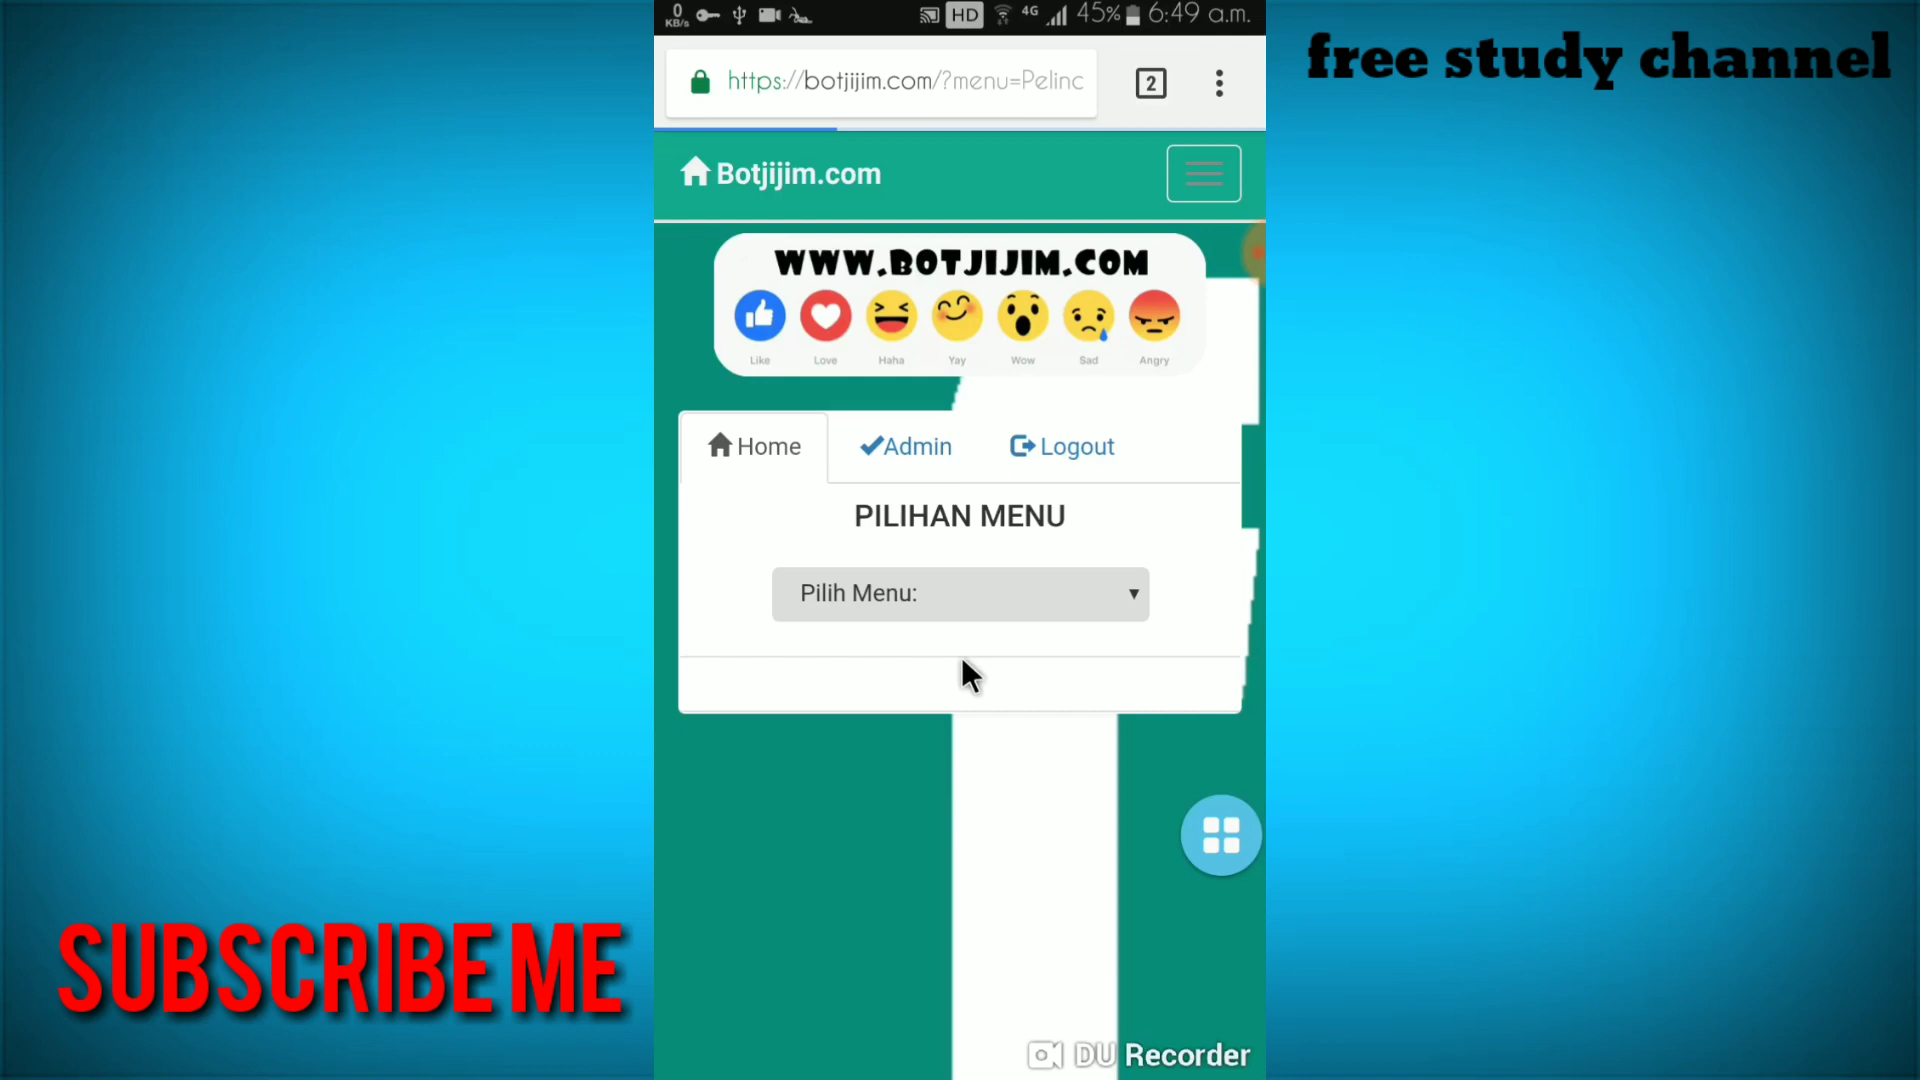 0
KB/s
HD
4G
45%
6:49 a.m.
free study channel
https://botjijim.com/?menu=Pelinc
2
Botjijim.com
WWW.BOTJIJIM.COM
Like Love Haha Yay Wow Sad Angry
Home Admin Logout
PILIHAN MENU
Pilih Menu:
SUBSCRIBE ME
DU Recorder